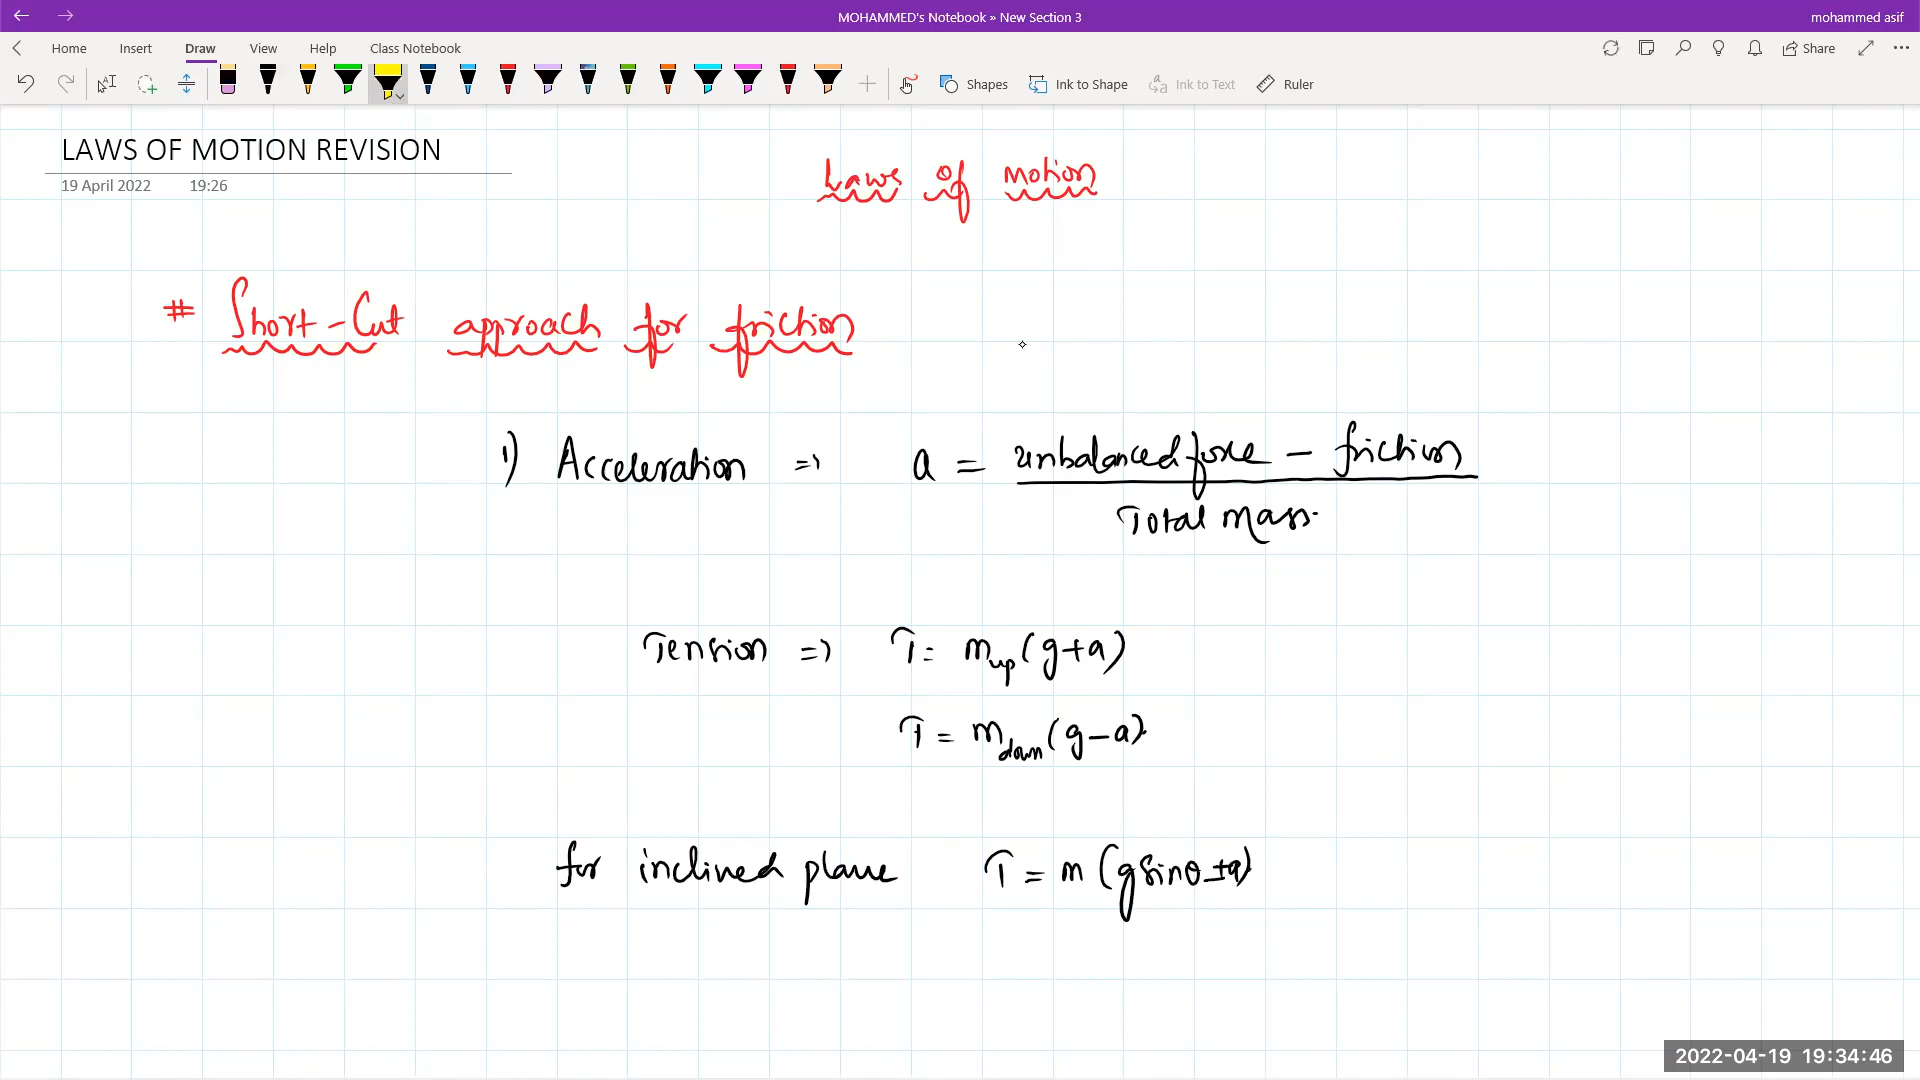 MOHAMMED's Notebook » New Section 3
mohammed asif
Home Insert Draw View Help Class Notebook
Share
Shapes Ink to Shape Ink to Text Ruler
LAWS OF MOTION REVISION
19 April 2022 19:26
Laws of motion
# Short-Cut approach for friction
1) Acceleration => a = unbalanced force - friction
Total mass.
Tension => T = m_up (g+a)
T = m_down (g-a)
for inclined plane T = m (g sinθ ± a)
2022-04-19 19:34:46